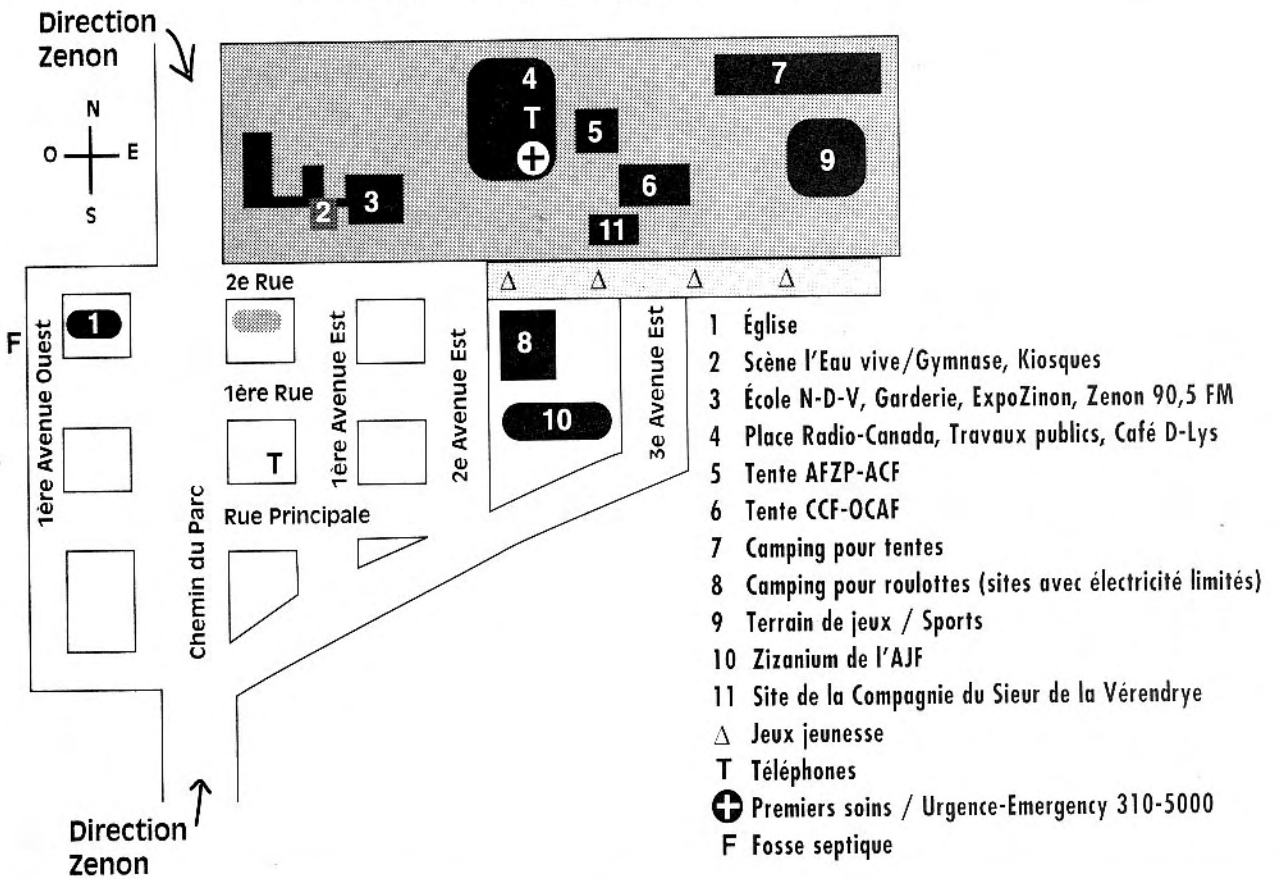 Direction
Zenon
N
O
E
S
4
T
5
6
7
9
2
3
11
2e Rue
Δ
Δ
Δ
Δ
F
1
1ère Avenue Ouest
1ère Avenue Est
2e Avenue Est
8
3e Avenue Est
1ère Rue
10
T
1ère Avenue Est
Chemin du Parc
Rue Principale
Direction
Zenon
1 Église
2 Scène l'Eau vive/Gymnase, Kiosques
3 École N-D-V, Garderie, ExpoZinon, Zenon 90,5 FM
4 Place Radio-Canada, Travaux publics, Café D-Lys
5 Tente AFZP-ACF
6 Tente CCF-OCAF
7 Camping pour tentes
8 Camping pour roulottes (sites avec électricité limités)
9 Terrain de jeux / Sports
10 Zizanium de l'AJF
11 Site de la Compagnie du Sieur de la Vérendrye
Δ Jeux jeunesse
T Téléphones
Premiers soins / Urgence-Emergency 310-5000
F Fosse septique